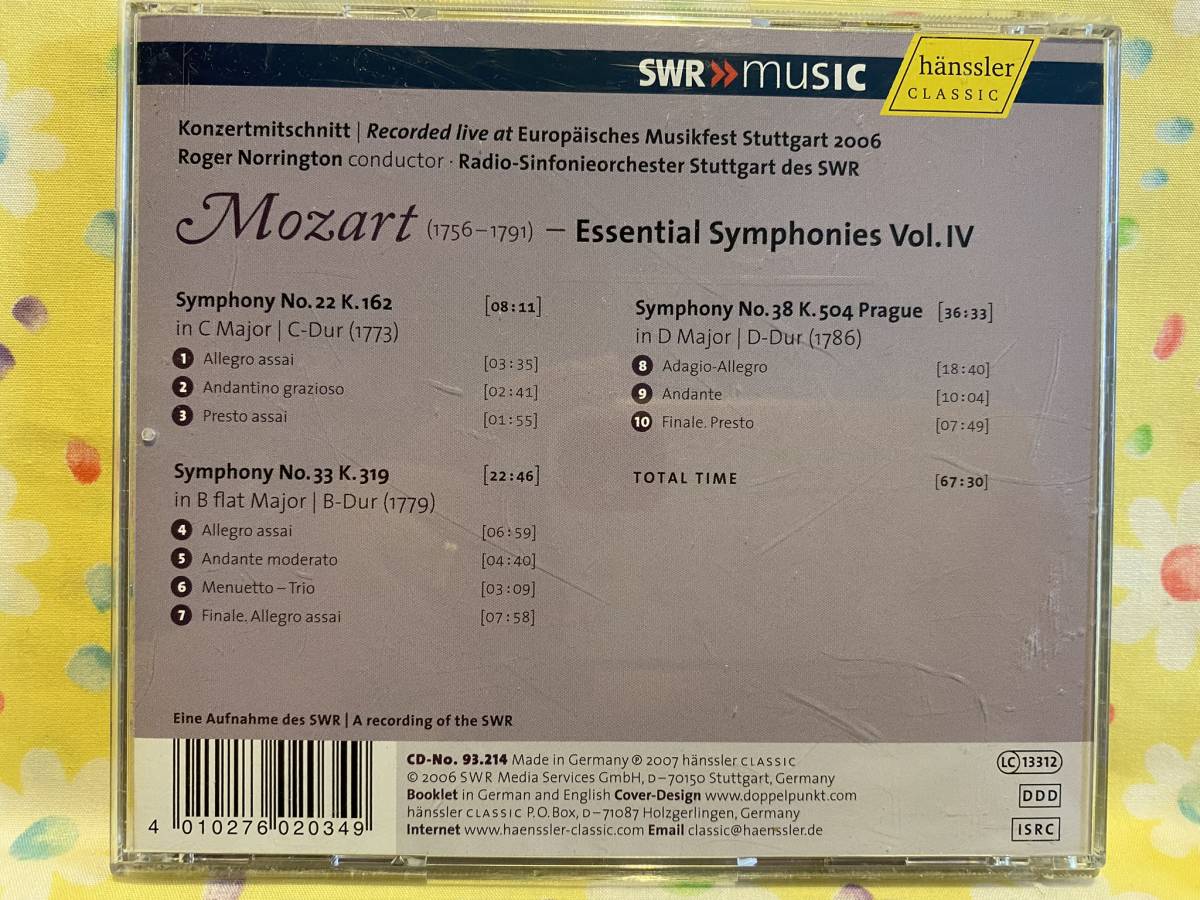 SWR»music
hänssler
CLASSIC
Konzertmitschnitt | Recorded live at Europäisches Musikfest Stuttgart 2006
Roger Norrington conductor · Radio-Sinfonieorchester Stuttgart des SWR
Mozart (1756–1791) – Essential Symphonies Vol.IV
Symphony No.22 K.162 [08:11]
in C Major | C-Dur (1773)
1 Allegro assai [03:35]
2 Andantino grazioso [02:41]
3 Presto assai [01:55]
Symphony No.33 K.319 [22:46]
in B flat Major | B-Dur (1779)
4 Allegro assai [06:59]
5 Andante moderato [04:40]
6 Menuetto – Trio [03:09]
7 Finale. Allegro assai [07:58]
Symphony No.38 K.504 Prague [36:33]
in D Major | D-Dur (1786)
8 Adagio-Allegro [18:40]
9 Andante [10:04]
10 Finale. Presto [07:49]
TOTAL TIME [67:30]
Eine Aufnahme des SWR | A recording of the SWR
4 010276 020349
CD-No. 93.214 Made in Germany ℗ 2007 hänssler CLASSIC
© 2006 SWR Media Services GmbH, D–70150 Stuttgart, Germany
Booklet in German and English Cover-Design www.doppelpunkt.com
hänssler CLASSIC P.O. Box, D–71087 Holzgerlingen, Germany
Internet www.haenssler-classic.com Email classic@haenssler.de
LC 13312
DDD
ISRC